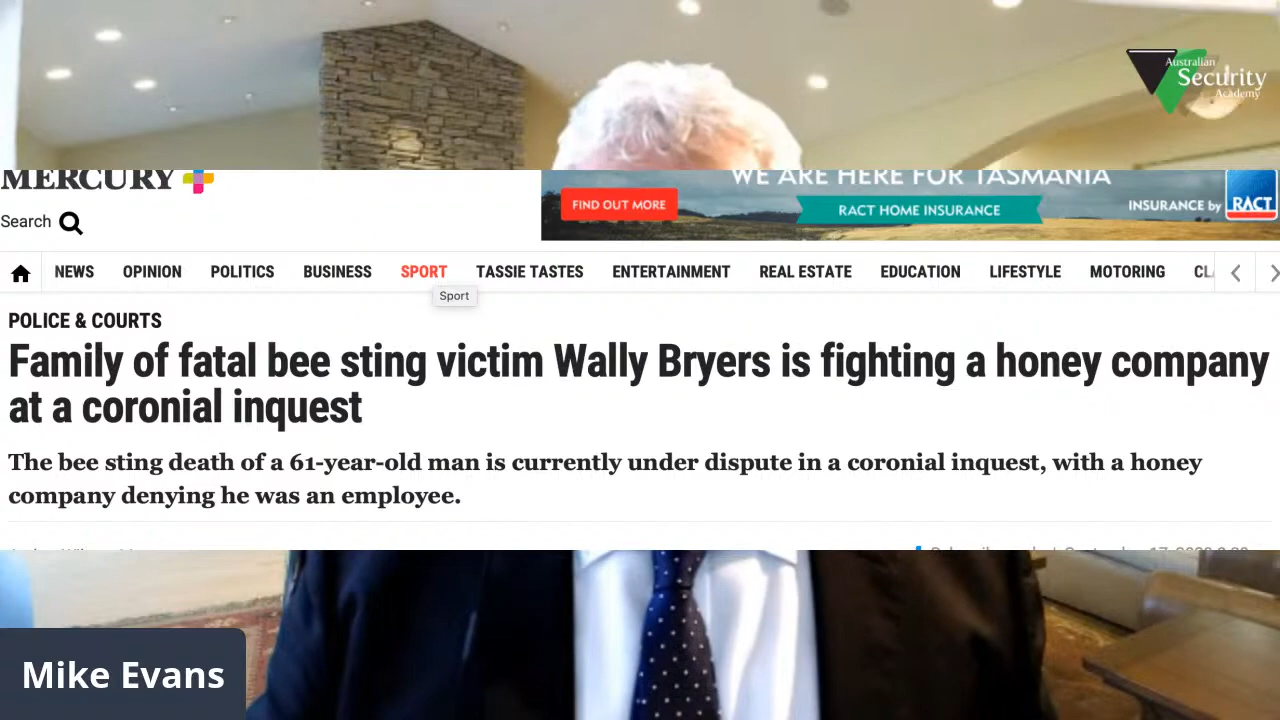 Australian
Security
Academy
MERCURY
WE ARE HERE FOR TASMANIA
FIND OUT MORE
RACT HOME INSURANCE
INSURANCE by RACT
Search
NEWS OPINION POLITICS BUSINESS SPORT TASSIE TASTES ENTERTAINMENT REAL ESTATE EDUCATION LIFESTYLE MOTORING
Sport
POLICE & COURTS
Family of fatal bee sting victim Wally Bryers is fighting a honey company
at a coronial inquest
The bee sting death of a 61-year-old man is currently under dispute in a coronial inquest, with a honey
company denying he was an employee.
Mike Evans